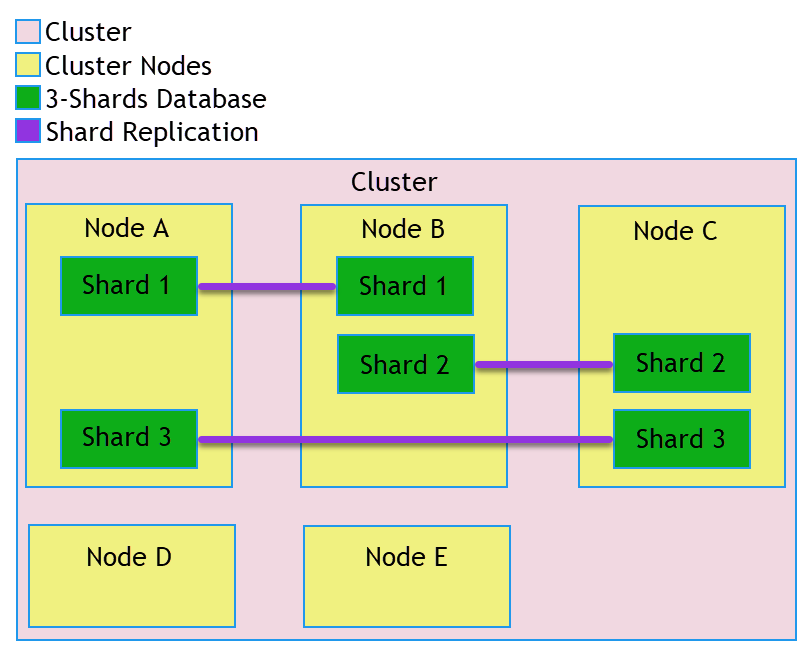 Cluster
Cluster Nodes
3-Shards Database
Shard Replication
Cluster
Node A
Node B
Node C
Shard 1
Shard 1
Shard 2
Shard 2
Shard 3
Shard 3
Node D
Node E